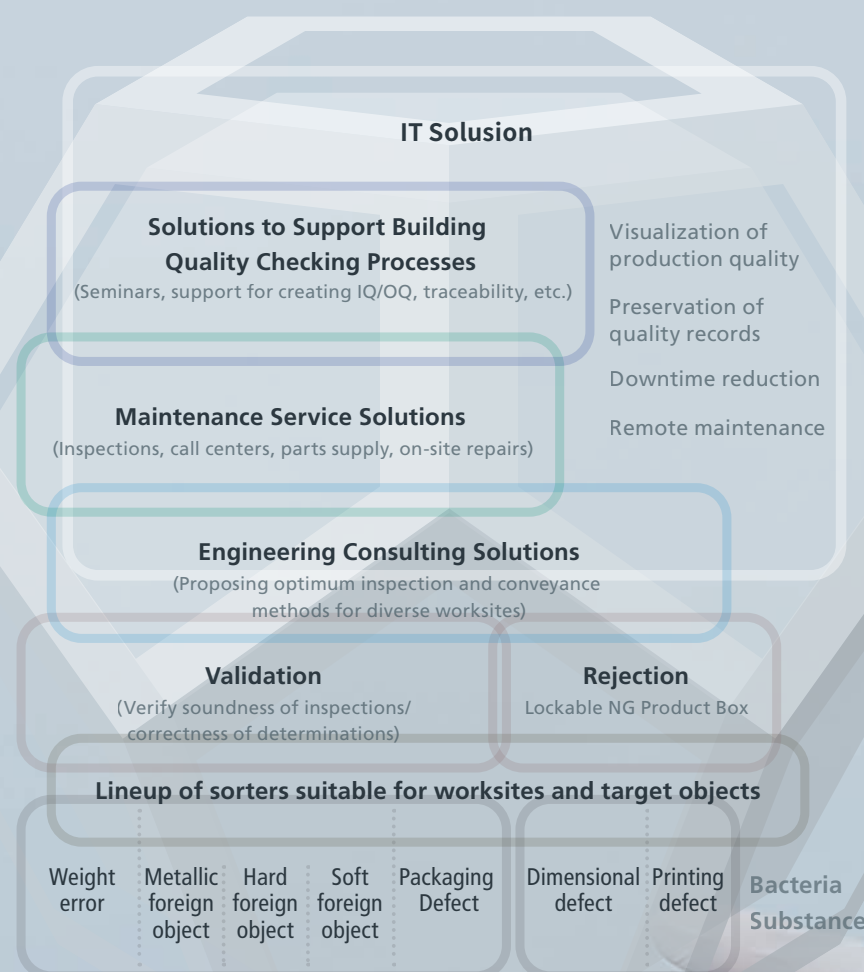 IT Solusion
Solutions to Support Building
Quality Checking Processes
(Seminars, support for creating IQ/OQ, traceability, etc.)
Visualization of
production quality
Preservation of
quality records
Downtime reduction
Remote maintenance
Maintenance Service Solutions
(Inspections, call centers, parts supply, on-site repairs)
Engineering Consulting Solutions
(Proposing optimum inspection and conveyance
methods for diverse worksites)
Validation
(Verify soundness of inspections/
correctness of determinations)
Rejection
Lockable NG Product Box
Lineup of sorters suitable for worksites and target objects
Weight
error
Metallic
foreign
object
Hard
foreign
object
Soft
foreign
object
Packaging
Defect
Dimensional
defect
Printing
defect
Bacteria
Substance